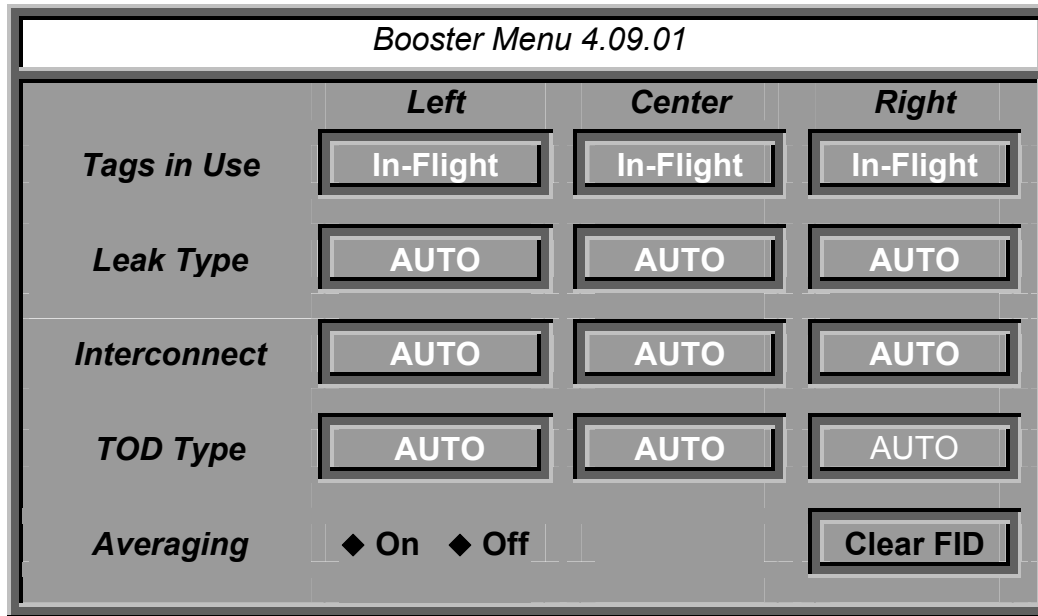 Booster Menu 4.09.01
Left Center Right
Tags in Use In-Flight In-Flight In-Flight
Leak Type AUTO AUTO AUTO
Interconnect AUTO AUTO AUTO
TOD Type AUTO AUTO AUTO
Averaging ◆ On ◆ Off Clear FID